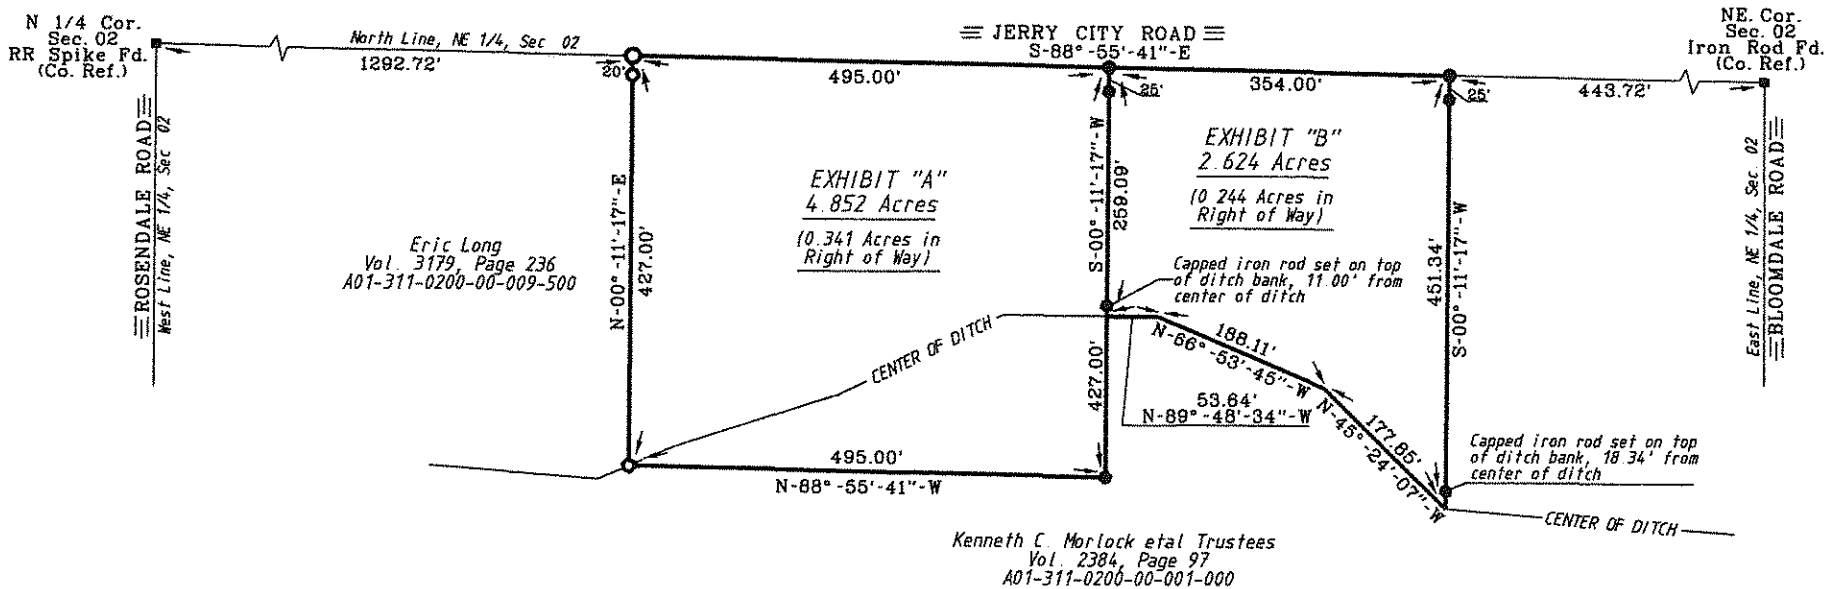 N 1/4 Cor.
Sec. 02
RR Spike Fd.
(Co. Ref.)
North Line, NE 1/4, Sec 02
1292.72'
20'
JERRY CITY ROAD
S-88°-55'-41"-E
495.00'
25'
354.00'
25'
443.72'
NE. Cor.
Sec. 02
Iron Rod Fd.
(Co. Ref.)
ROSENDALE ROAD
West Line, NE 1/4, Sec 02
Eric Long
Vol. 3179, Page 236
A01-311-0200-00-009-500
N-00°-11'-17"-E
427.00'
EXHIBIT "A"
4.852 Acres
(0.341 Acres in
Right of Way)
S-00°-11'-17"-W
259.09'
427.00'
EXHIBIT "B"
2.624 Acres
(0 244 Acres in
Right of Way)
Capped iron rod set on top
of ditch bank, 11.00' from
center of ditch
451.34'
S-00°-11'-17"-W
East Line, NE 1/4, Sec 02
BLOOMDALE ROAD
CENTER OF DITCH
188.11'
N-66°-53'-45"-W
53.64'
N-89°-48'-34"-W
177.85'
N-45°-24'-07"-W
Capped iron rod set on top
of ditch bank, 18.34' from
center of ditch
495.00'
N-88°-55'-41"-W
CENTER OF DITCH
Kenneth C. Morlock etal Trustees
Vol. 2384, Page 97
A01-311-0200-00-001-000